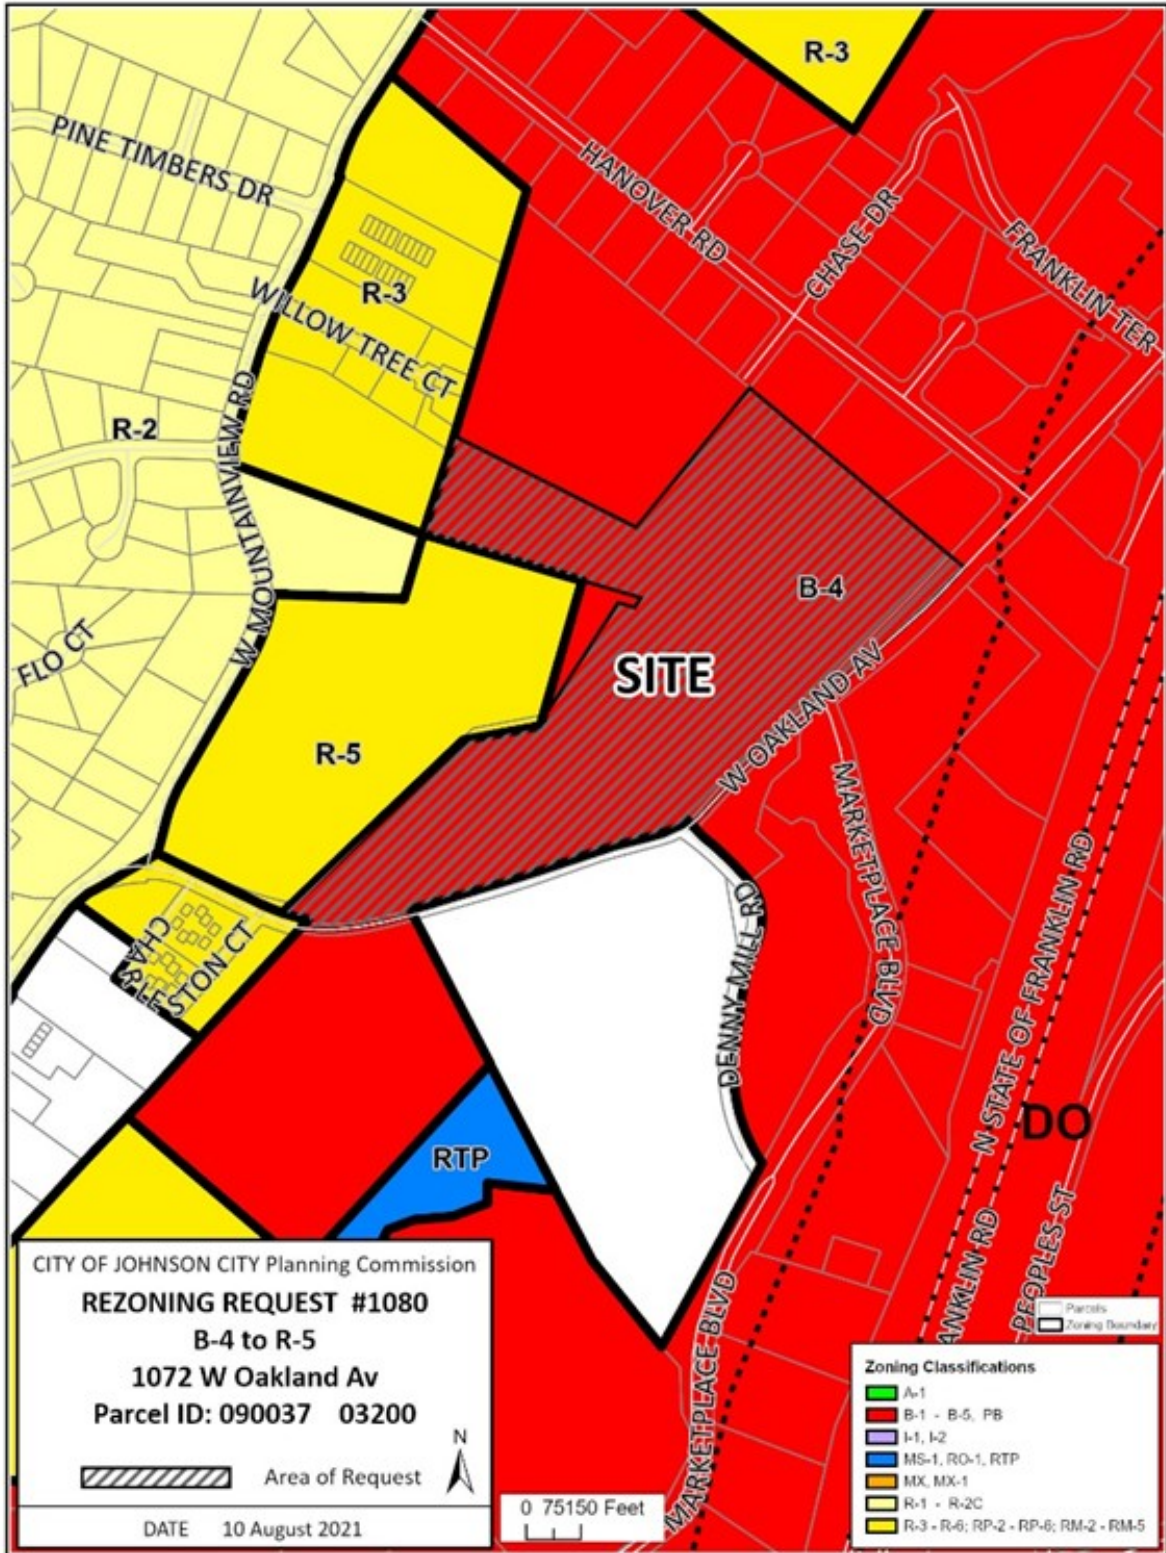 R-3
PINE TIMBERS DR
HANOVER RD
CHASE DR
FRANKLIN TER
R-3
WILLOW TREE CT
R-2
W MOUNTAINVIEW RD
B-4
FLO CT
SITE
W OAKLAND AV
R-5
MARKETPLACE BLVD
CHARLESTON CT
DENNY MILL RD
N STATE OF FRANKLIN RD
DO
RTP
PEOPLES ST
ANKLIN RD
MARKETPLACE BLVD
CITY OF JOHNSON CITY Planning Commission
REZONING REQUEST #1080
B-4 to R-5
1072 W Oakland Av
Parcel ID: 090037 03200
N
Area of Request
DATE 10 August 2021
0 75150 Feet
Parcels
Zoning Boundary
Zoning Classifications
A-1
B-1 - B-5, PB
I-1, I-2
MS-1, RO-1, RTP
MX, MX-1
R-1 - R-2C
R-3 - R-6; RP-2 - RP-6; RM-2 - RM-5